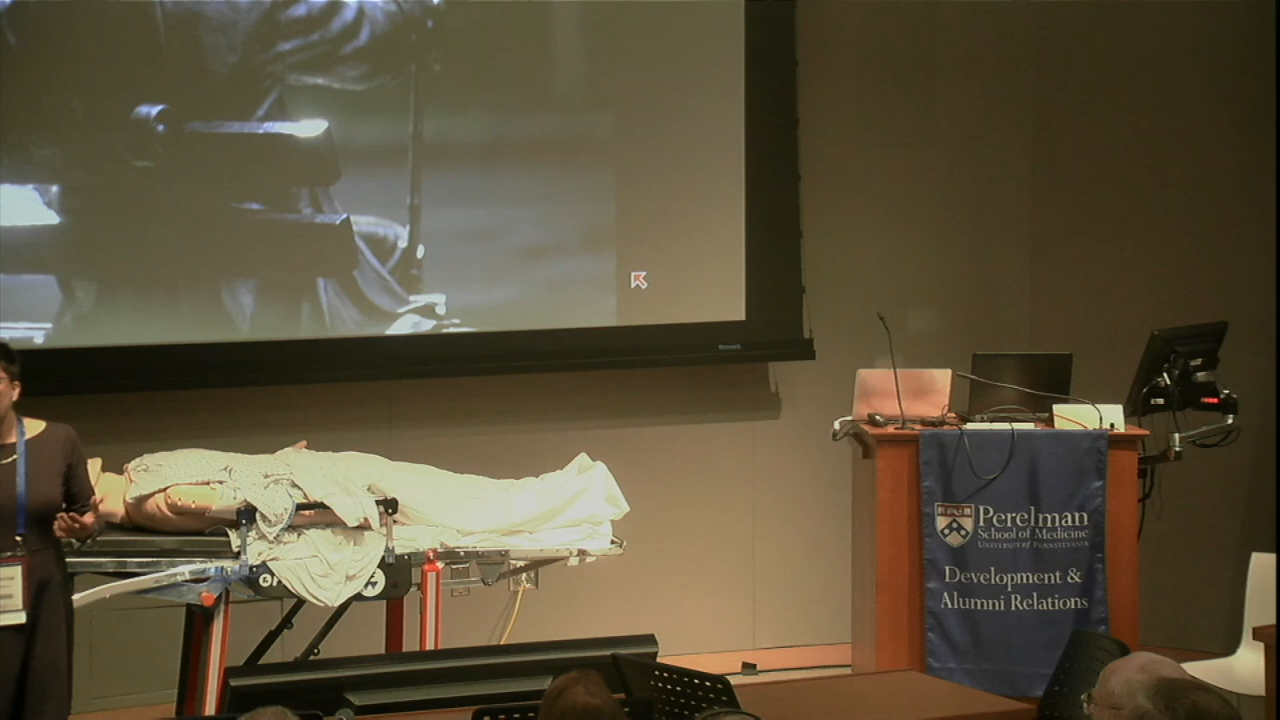 Perelman
School of Medicine
University of Pennsylvania
Development &
Alumni Relations